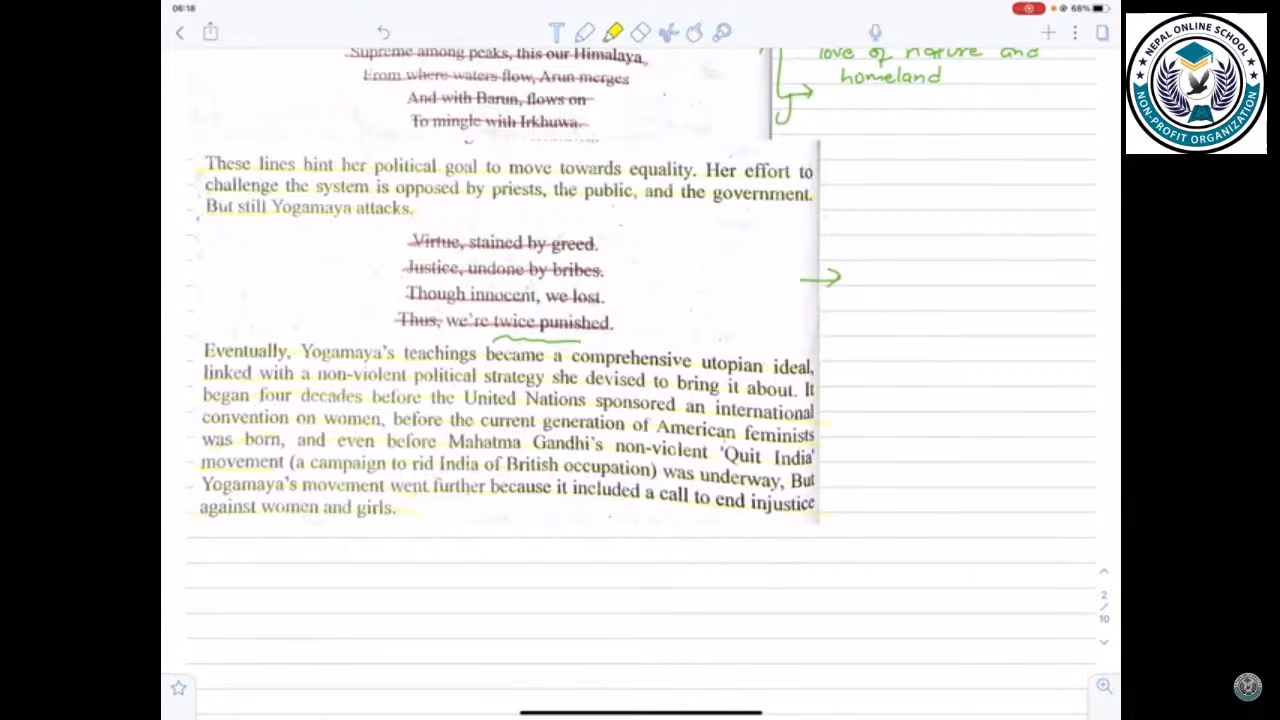 06:18
68%
Supreme among peaks, this our Himalaya
From where waters flow, Arun merges
And with Barun, flows on
To mingle with Irkhuwa.
love of nature and
homeland
NEPAL ONLINE SCHOOL
NON-PROFIT ORGANIZATION
These lines hint her political goal to move towards equality. Her effort to
challenge the system is opposed by priests, the public, and the government.
But still Yogamaya attacks.
Virtue, stained by greed.
Justice, undone by bribes.
Though innocent, we lost.
Thus, we're twice punished.
Eventually, Yogamaya's teachings became a comprehensive utopian ideal,
linked with a non-violent political strategy she devised to bring it about. It
began four decades before the United Nations sponsored an international
convention on women, before the current generation of American feminists
was born, and even before Mahatma Gandhi's non-violent 'Quit India'
movement (a campaign to rid India of British occupation) was underway, But
Yogamaya's movement went further because it included a call to end injustice
against women and girls.
2
/
10